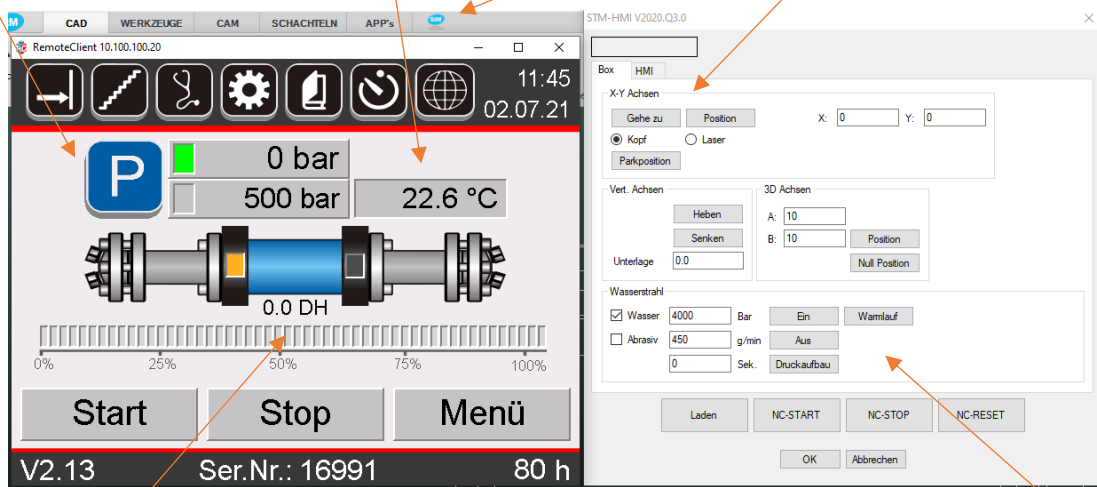 CAD WERKZEUGE CAM SCHACHTELN APP's STM
RemoteClient 10.100.100.20
11:45
02.07.21
P
0 bar
500 bar 22.6 °C
0.0 DH
0% 25% 50% 75% 100%
Start Stop Menü
V2.13 Ser.Nr.: 16991 80 h
STM-HMI V2020.Q3.0
Box HMI
X-Y Achsen
Gehe zu Position X: 0 Y: 0
Kopf Laser
Parkposition
Vert. Achsen 3D Achsen
Heben A: 10
Senken B: 10 Position
Unterlage 0.0 Null Position
Wasserstrahl
Wasser 4000 Bar Ein Warmlauf
Abrasiv 450 g/min Aus
0 Sek. Druckaufbau
Laden NC-START NC-STOP NC-RESET
OK Abbrechen